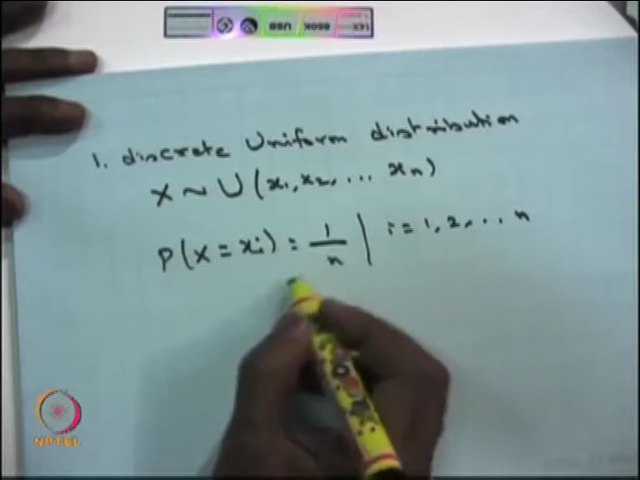 1. discrete Uniform distribution
X ~ U (x₁, x₂, ... xₙ)
P(X = xᵢ) = 1/n | i = 1, 2, ... n
NPTEL